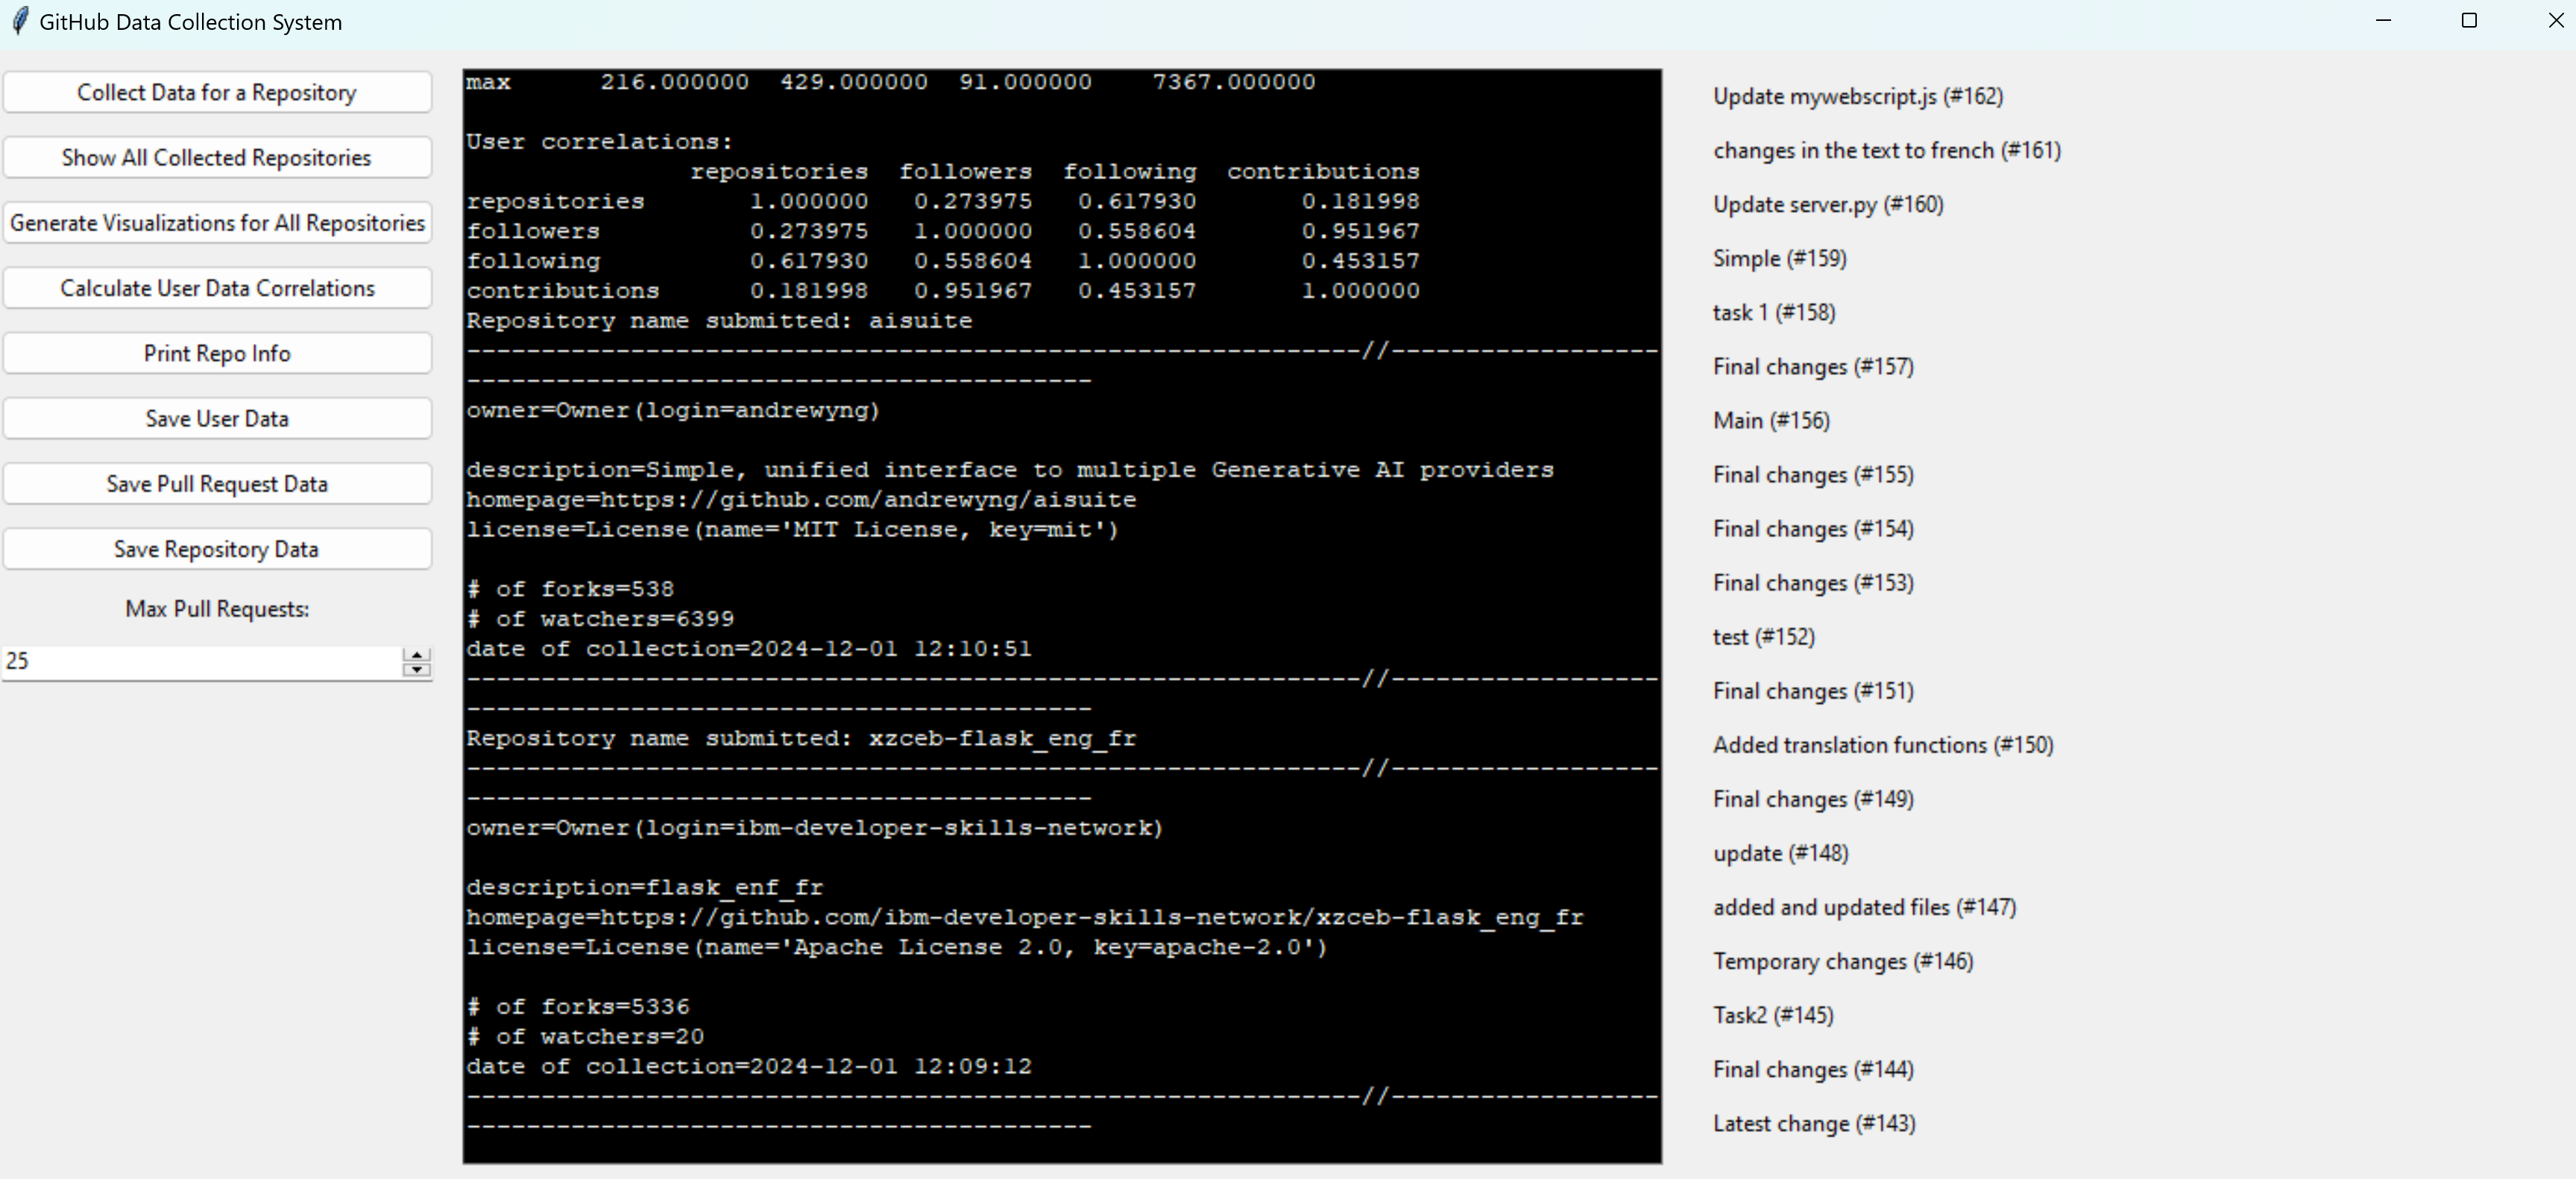 GitHub Data Collection System
Collect Data for a Repository
Show All Collected Repositories
Generate Visualizations for All Repositories
Calculate User Data Correlations
Print Repo Info
Save User Data
Save Pull Request Data
Save Repository Data
Max Pull Requests:
25
max 216.000000 429.000000 91.000000 7367.000000
User correlations:
repositories followers following contributions
repositories 1.000000 0.273975 0.617930 0.181998
followers 0.273975 1.000000 0.558604 0.951967
following 0.617930 0.558604 1.000000 0.453157
contributions 0.181998 0.951967 0.453157 1.000000
Repository name submitted: aisuite
------------------------------------------------------------//------------------
------------------------------------------
owner=Owner(login=andrewyng)
description=Simple, unified interface to multiple Generative AI providers
homepage=https://github.com/andrewyng/aisuite
license=License(name='MIT License, key=mit')
# of forks=538
# of watchers=6399
date of collection=2024-12-01 12:10:51
------------------------------------------------------------//------------------
------------------------------------------
Repository name submitted: xzceb-flask_eng_fr
------------------------------------------------------------//------------------
------------------------------------------
owner=Owner(login=ibm-developer-skills-network)
description=flask_enf_fr
homepage=https://github.com/ibm-developer-skills-network/xzceb-flask_eng_fr
license=License(name='Apache License 2.0, key=apache-2.0')
# of forks=5336
# of watchers=20
date of collection=2024-12-01 12:09:12
------------------------------------------------------------//------------------
------------------------------------------
Update mywebscript.js (#162)
changes in the text to french (#161)
Update server.py (#160)
Simple (#159)
task 1 (#158)
Final changes (#157)
Main (#156)
Final changes (#155)
Final changes (#154)
Final changes (#153)
test (#152)
Final changes (#151)
Added translation functions (#150)
Final changes (#149)
update (#148)
added and updated files (#147)
Temporary changes (#146)
Task2 (#145)
Final changes (#144)
Latest change (#143)